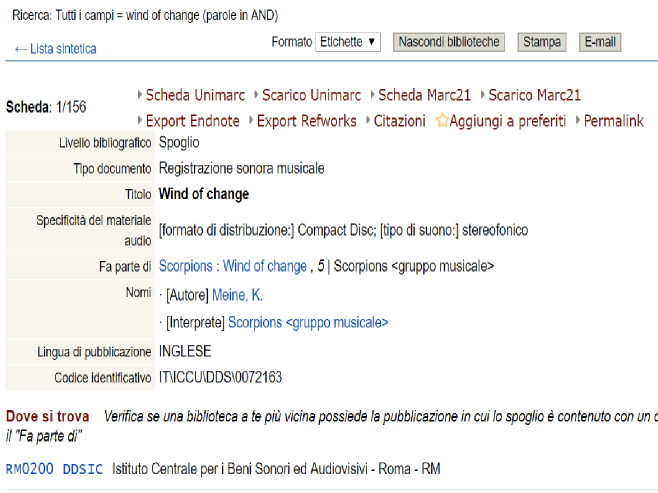 Ricerca: Tutti i campi = wind of change (parole in AND)
← Lista sintetica
Formato Etichette ▼ Nascondi biblioteche Stampa E-mail
Scheda: 1/156
Scheda Unimarc Scarico Unimarc Scheda Marc21 Scarico Marc21
Export Endnote Export Refworks Citazioni Aggiungi a preferiti Permalink
Livello bibliografico Spoglio
Tipo documento Registrazione sonora musicale
Titolo Wind of change
Specificità del materiale
audio [formato di distribuzione:] Compact Disc; [tipo di suono:] stereofonico
Fa parte di Scorpions : Wind of change , 5 | Scorpions <gruppo musicale>
Nomi · [Autore] Meine, K.
· [Interprete] Scorpions <gruppo musicale>
Lingua di pubblicazione INGLESE
Codice identificativo IT\ICCU\DDS\0072163
Dove si trova Verifica se una biblioteca a te più vicina possiede la pubblicazione in cui lo spoglio è contenuto con un
il "Fa parte di"
RM0200 DDSIC Istituto Centrale per i Beni Sonori ed Audiovisivi - Roma - RM